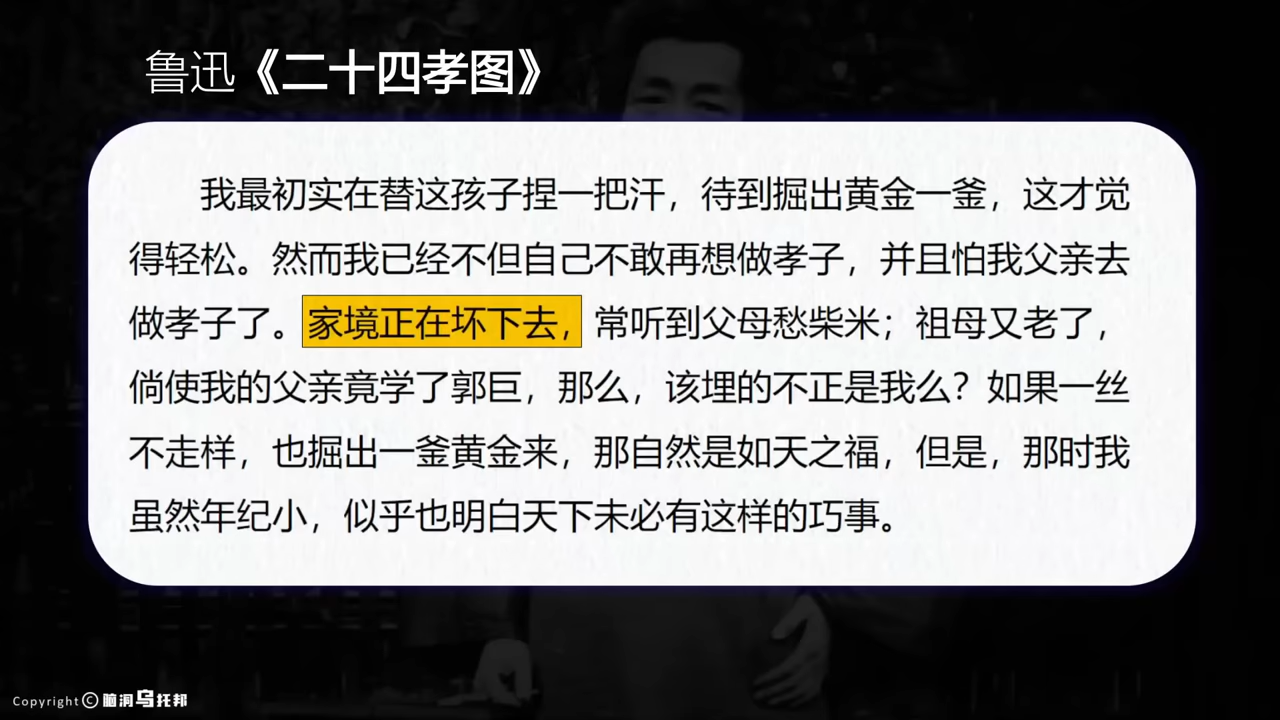 鲁迅《二十四孝图》
我最初实在替这孩子捏一把汗，待到掘出黄金一釜，这才觉
得轻松。然而我已经不但自己不敢再想做孝子，并且怕我父亲去
做孝子了。家境正在坏下去，常听到父母愁柴米；祖母又老了，
倘使我的父亲竟学了郭巨，那么，该埋的不正是我么？如果一丝
不走样，也掘出一釜黄金来，那自然是如天之福，但是，那时我
虽然年纪小，似乎也明白天下未必有这样的巧事。
Copyright © 脑洞乌托邦